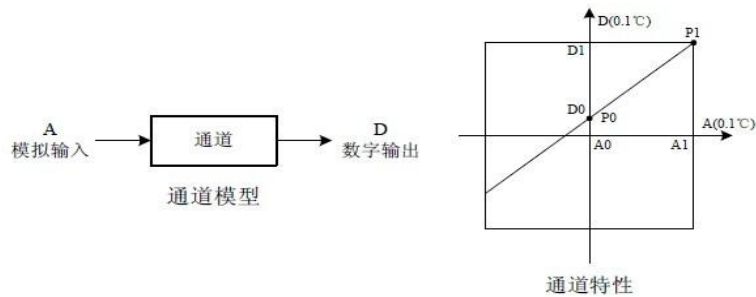 A
模拟输入
通道
D
数字输出
通道模型
D(0.1℃)
P1
D1
D0
P0
A(0.1℃)
A0
A1
通道特性